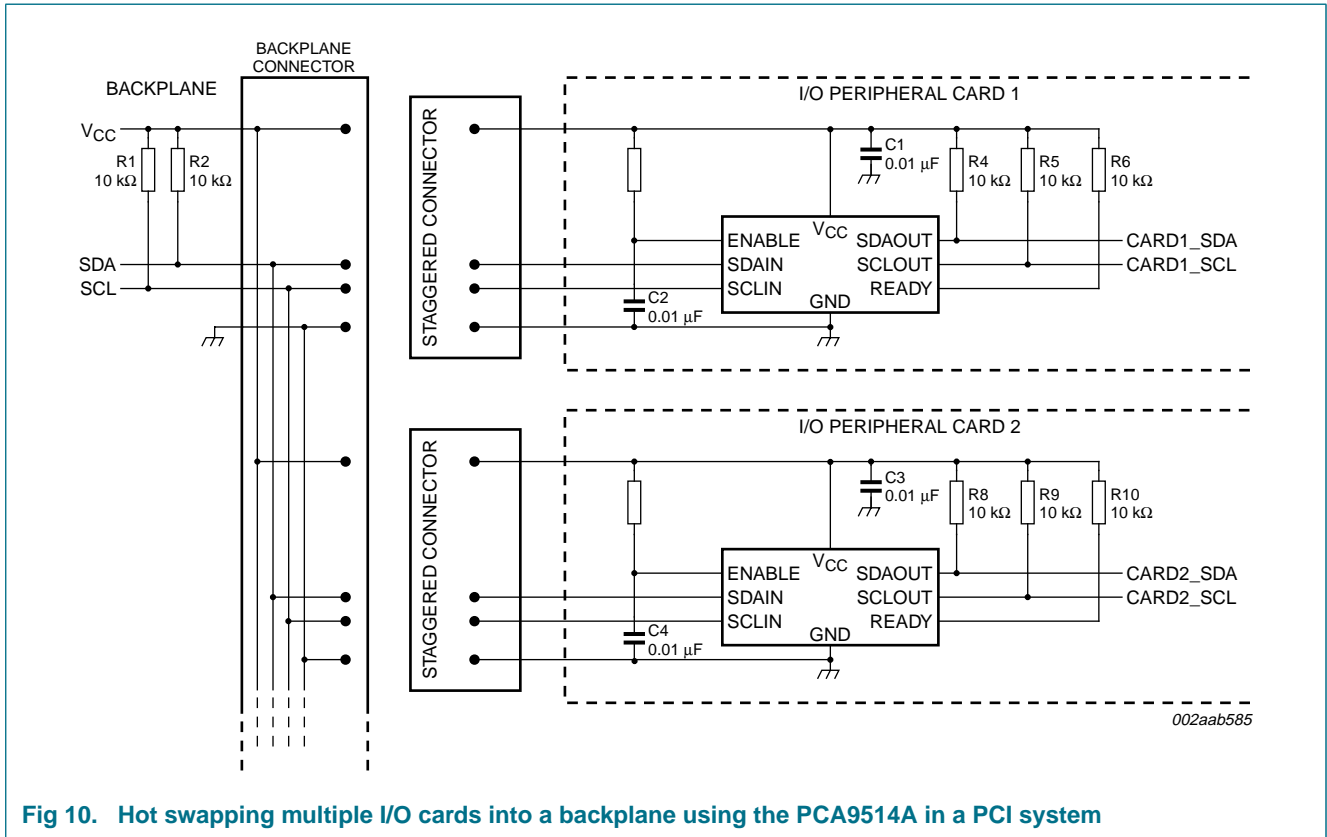 BACKPLANE
CONNECTOR
BACKPLANE
VCC
R1
10 kΩ
R2
10 kΩ
SDA
SCL
STAGGERED CONNECTOR
I/O PERIPHERAL CARD 1
C1
0.01 μF
R4
10 kΩ
R5
10 kΩ
R6
10 kΩ
VCC
ENABLE
SDAIN
SCLIN
GND
SDAOUT
SCLOUT
READY
CARD1_SDA
CARD1_SCL
C2
0.01 μF
STAGGERED CONNECTOR
I/O PERIPHERAL CARD 2
C3
0.01 μF
R8
10 kΩ
R9
10 kΩ
R10
10 kΩ
VCC
ENABLE
SDAIN
SCLIN
GND
SDAOUT
SCLOUT
READY
CARD2_SDA
CARD2_SCL
C4
0.01 μF
002aab585
Fig 10. Hot swapping multiple I/O cards into a backplane using the PCA9514A in a PCI system